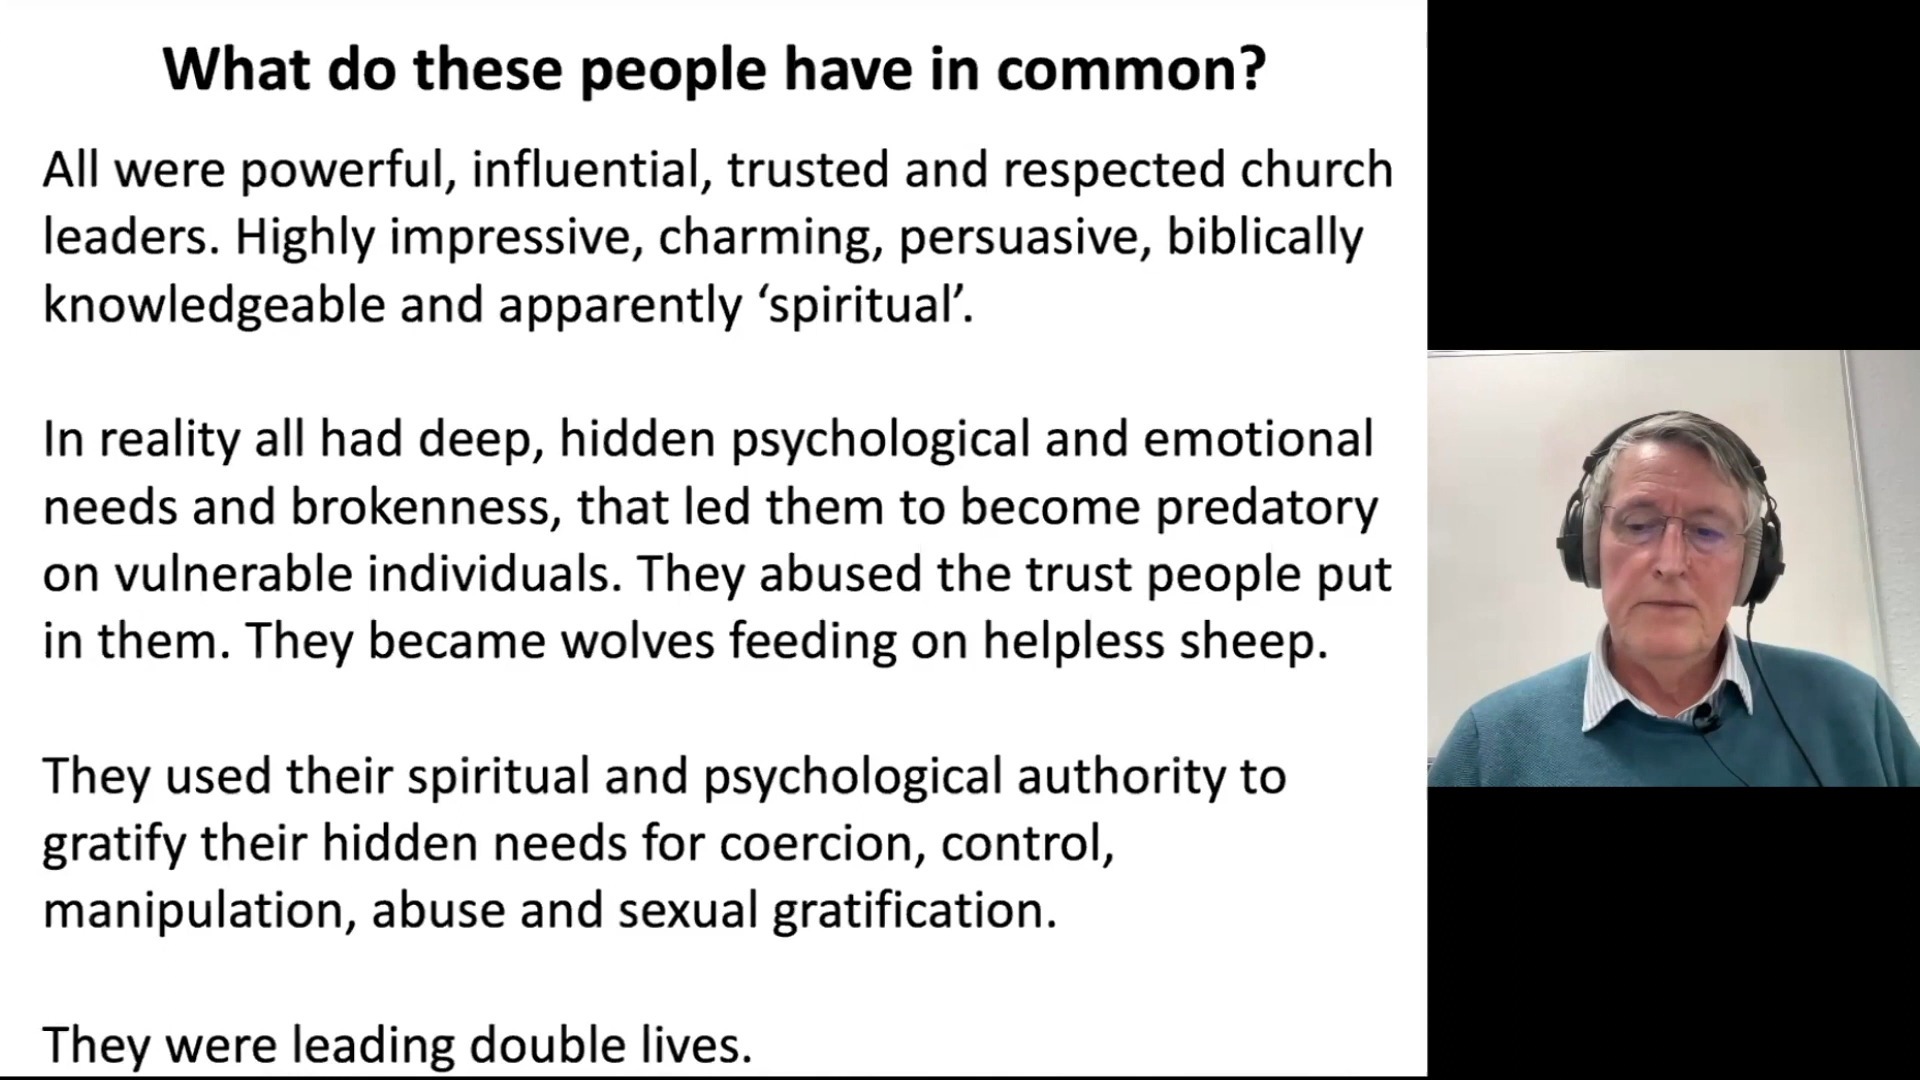 What do these people have in common?
All were powerful, influential, trusted and respected church
leaders. Highly impressive, charming, persuasive, biblically
knowledgeable and apparently ‘spiritual’.
In reality all had deep, hidden psychological and emotional
needs and brokenness, that led them to become predatory
on vulnerable individuals. They abused the trust people put
in them. They became wolves feeding on helpless sheep.
They used their spiritual and psychological authority to
gratify their hidden needs for coercion, control,
manipulation, abuse and sexual gratification.
They were leading double lives.